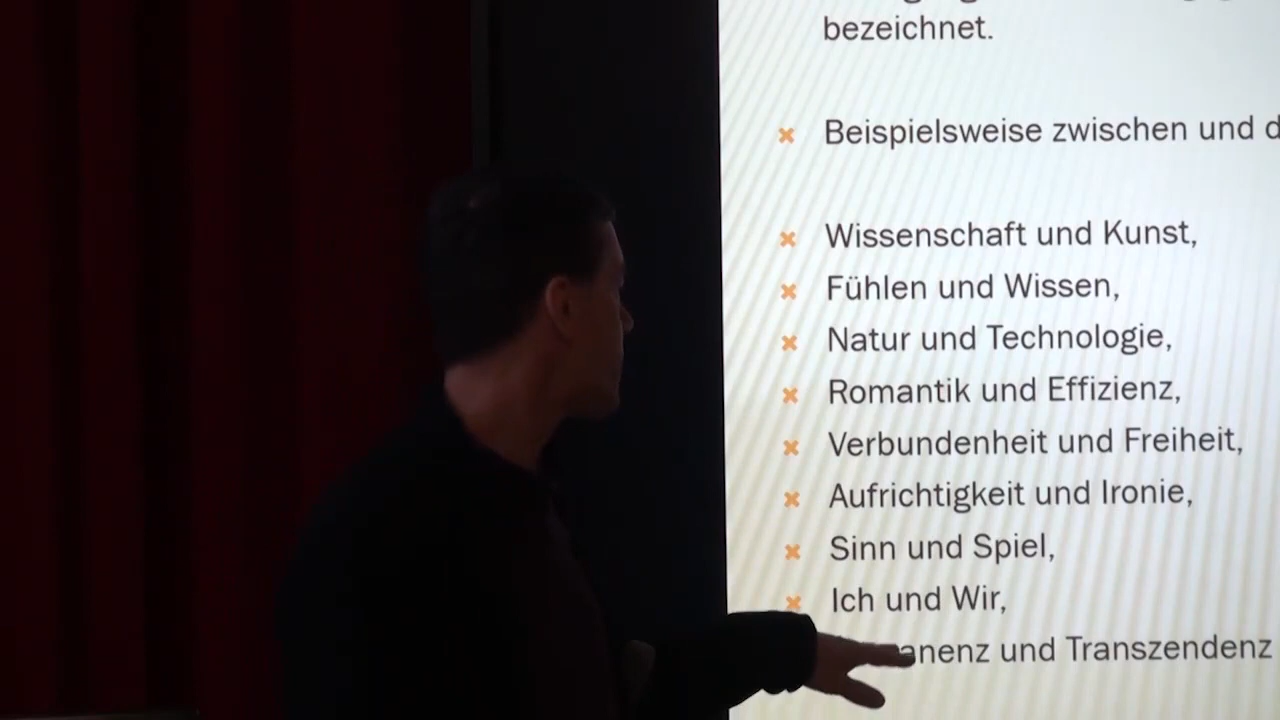 bezeichnet.
Beispielsweise zwischen und
Wissenschaft und Kunst,
Fühlen und Wissen,
Natur und Technologie,
Romantik und Effizienz,
Verbundenheit und Freiheit,
Aufrichtigkeit und Ironie,
Sinn und Spiel,
Ich und Wir,
und Transzendenz